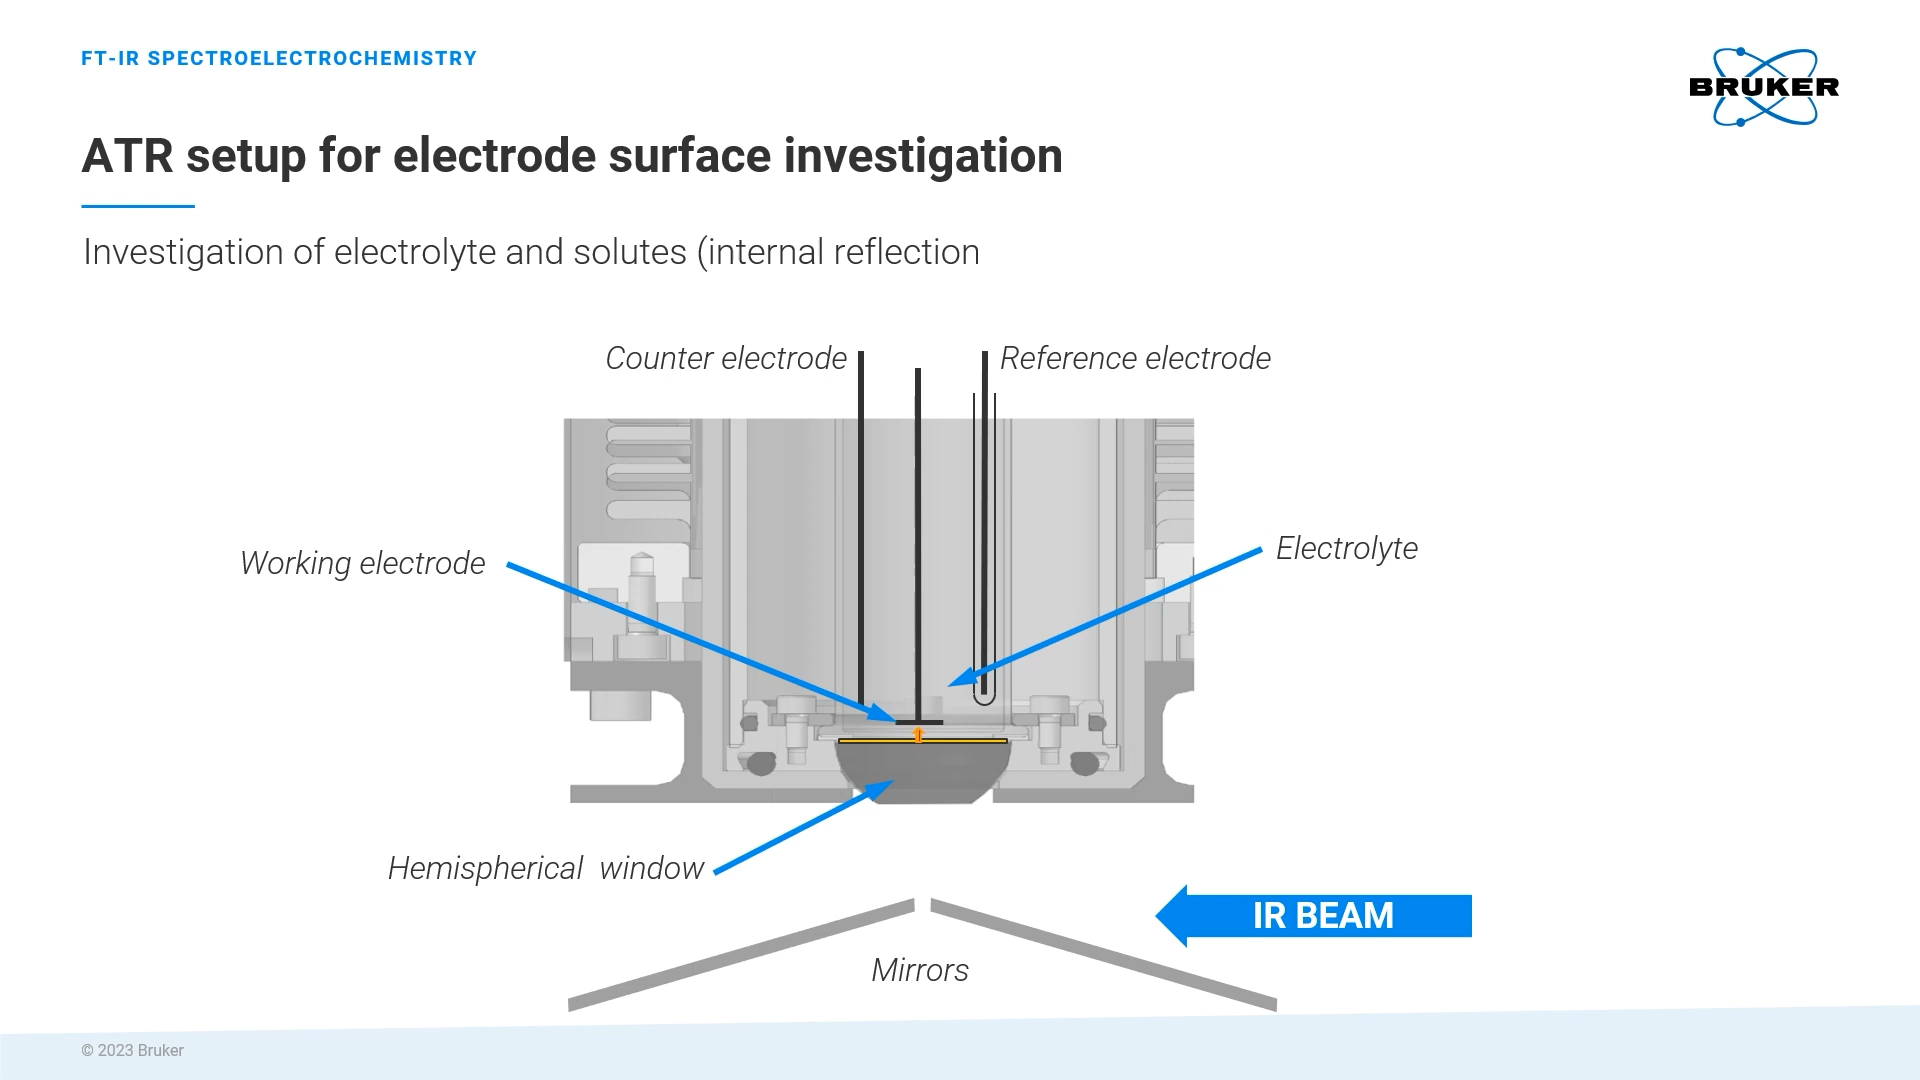 FT-IR SPECTROELECTROCHEMISTRY
BRUKER
ATR setup for electrode surface investigation
Investigation of electrolyte and solutes (internal reflection
Counter electrode
Reference electrode
Working electrode
Electrolyte
Hemispherical window
IR BEAM
Mirrors
© 2023 Bruker